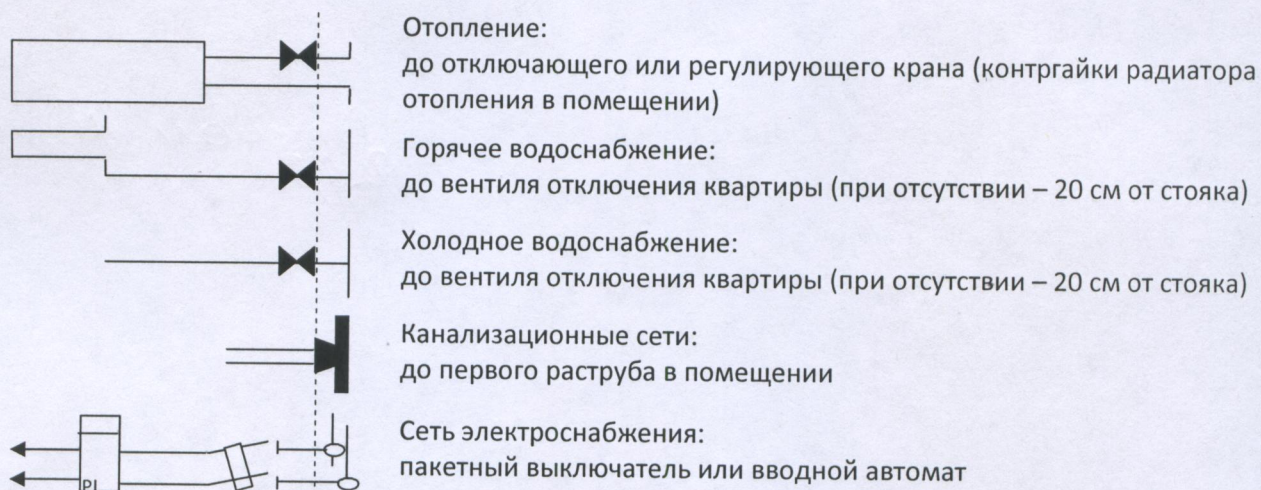 Отопление:
до отключающего или регулирующего крана (контргайки радиатора
отопления в помещении)
Горячее водоснабжение:
до вентиля отключения квартиры (при отсутствии – 20 см от стояка)
Холодное водоснабжение:
до вентиля отключения квартиры (при отсутствии – 20 см от стояка)
Канализационные сети:
до первого раструба в помещении
Сеть электроснабжения:
пакетный выключатель или вводной автомат